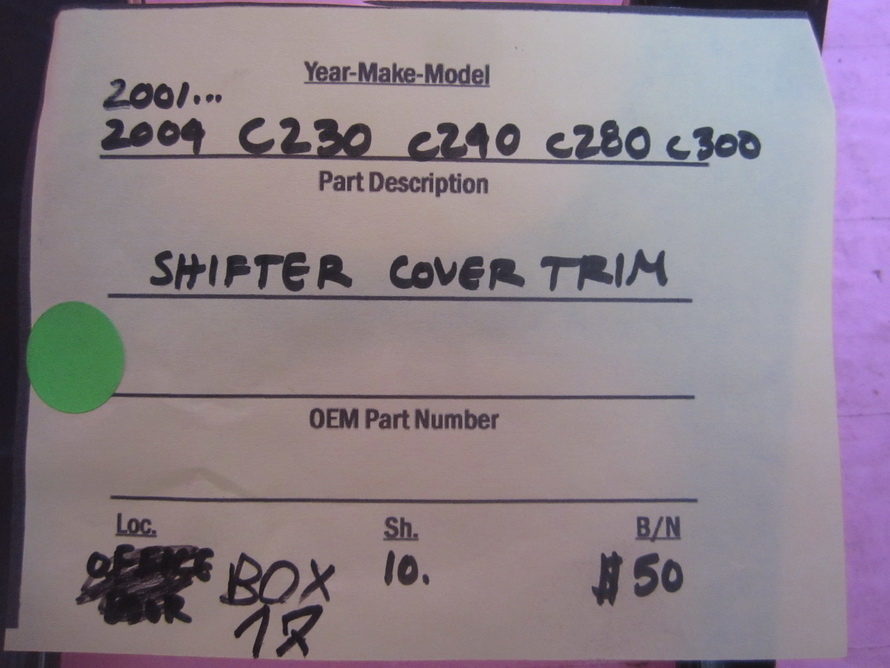 Year-Make-Model
2001...
2004 C230 C240 C280 C300
Part Description
SHIFTER COVER TRIM
OEM Part Number
Loc. Sh. B/N
BOX 10. $50
17